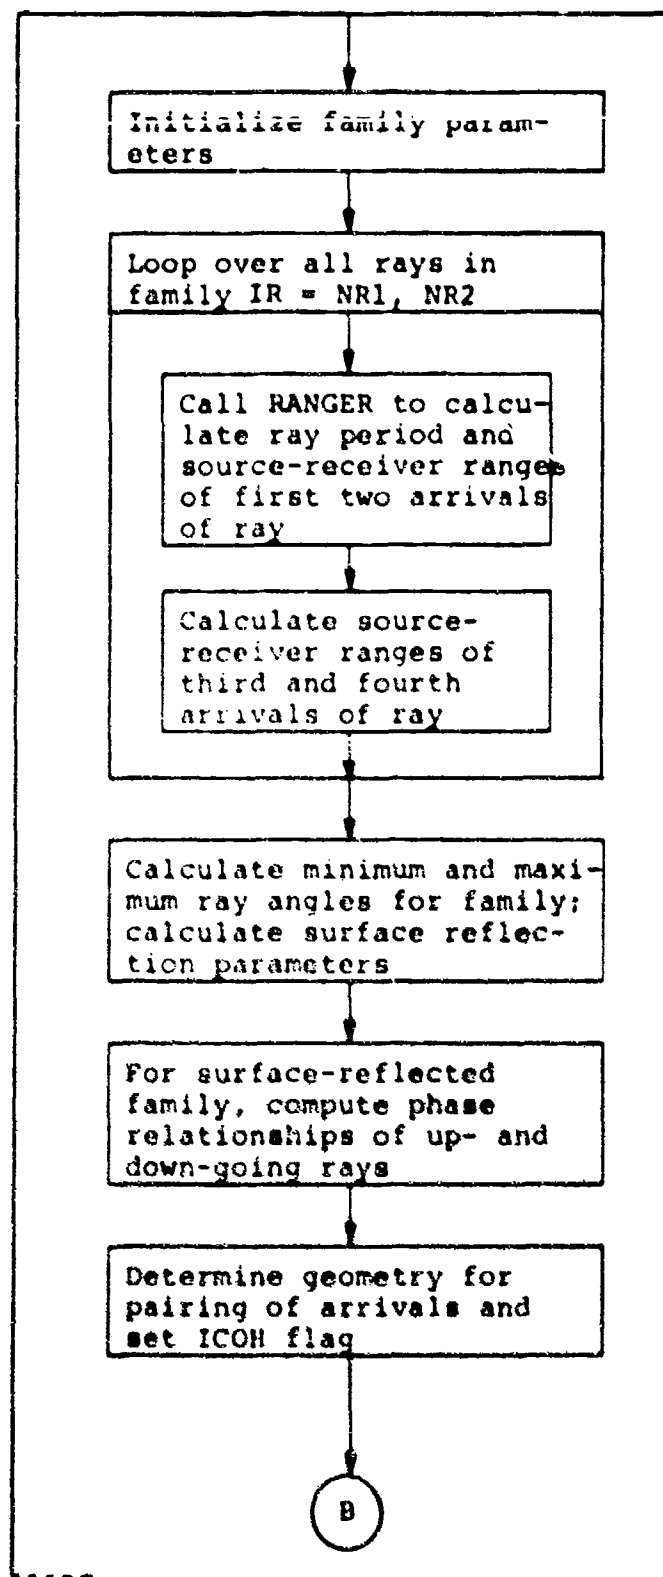 Initialize family param-
eters
Loop over all rays in
family IR = NR1, NR2
Call RANGER to calcu-
late ray period and
source-receiver ranges
of first two arrivals
of ray
Calculate source-
receiver ranges of
third and fourth
arrivals of ray
Calculate minimum and maxi-
mum ray angles for family;
calculate surface reflec-
tion parameters
For surface-reflected
family, compute phase
relationships of up- and
down-going rays
Determine geometry for
pairing of arrivals and
set ICOH flag
B